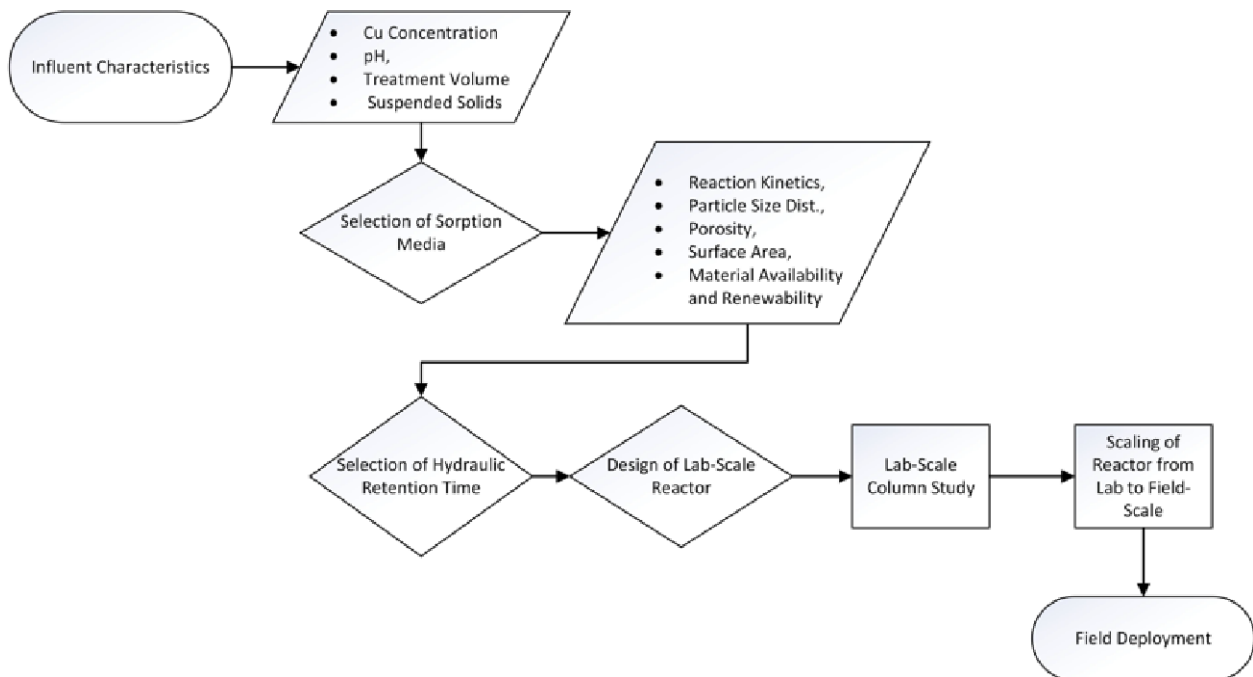 Influent Characteristics
• Cu Concentration
• pH,
• Treatment Volume
• Suspended Solids
Selection of Sorption
Media
• Reaction Kinetics,
• Particle Size Dist.,
• Porosity,
• Surface Area,
• Material Availability
and Renewability
Selection of Hydraulic
Retention Time
Design of Lab-Scale
Reactor
Lab-Scale
Column Study
Scaling of
Reactor from
Lab to Field-
Scale
Field Deployment